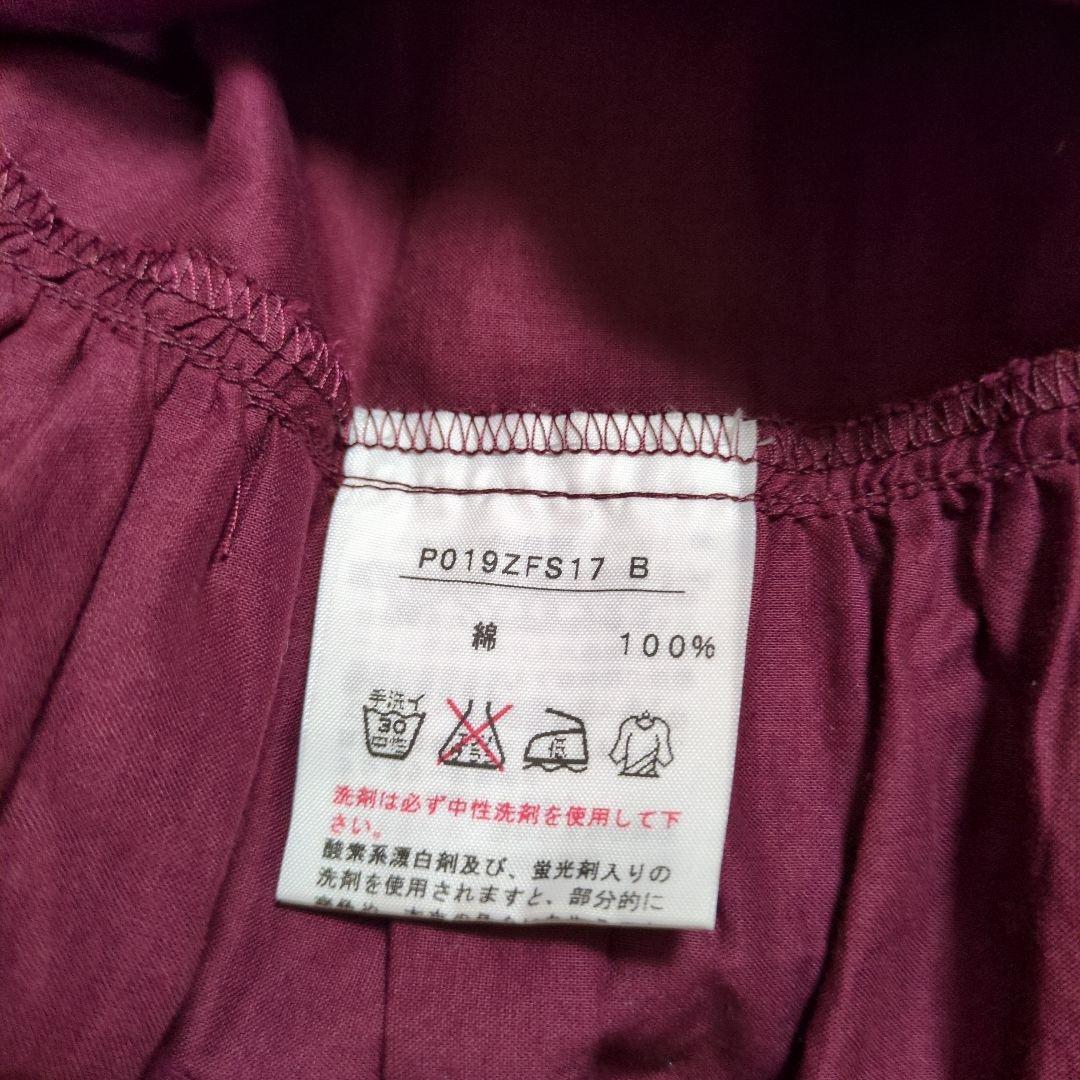 P019ZFS17 B
綿 100%
手洗イ
30
中性
低
洗剤は必ず中性洗剤を使用して下
さい。
酸素系漂白剤及び、蛍光剤入りの
洗剤を使用されますと、部分的に